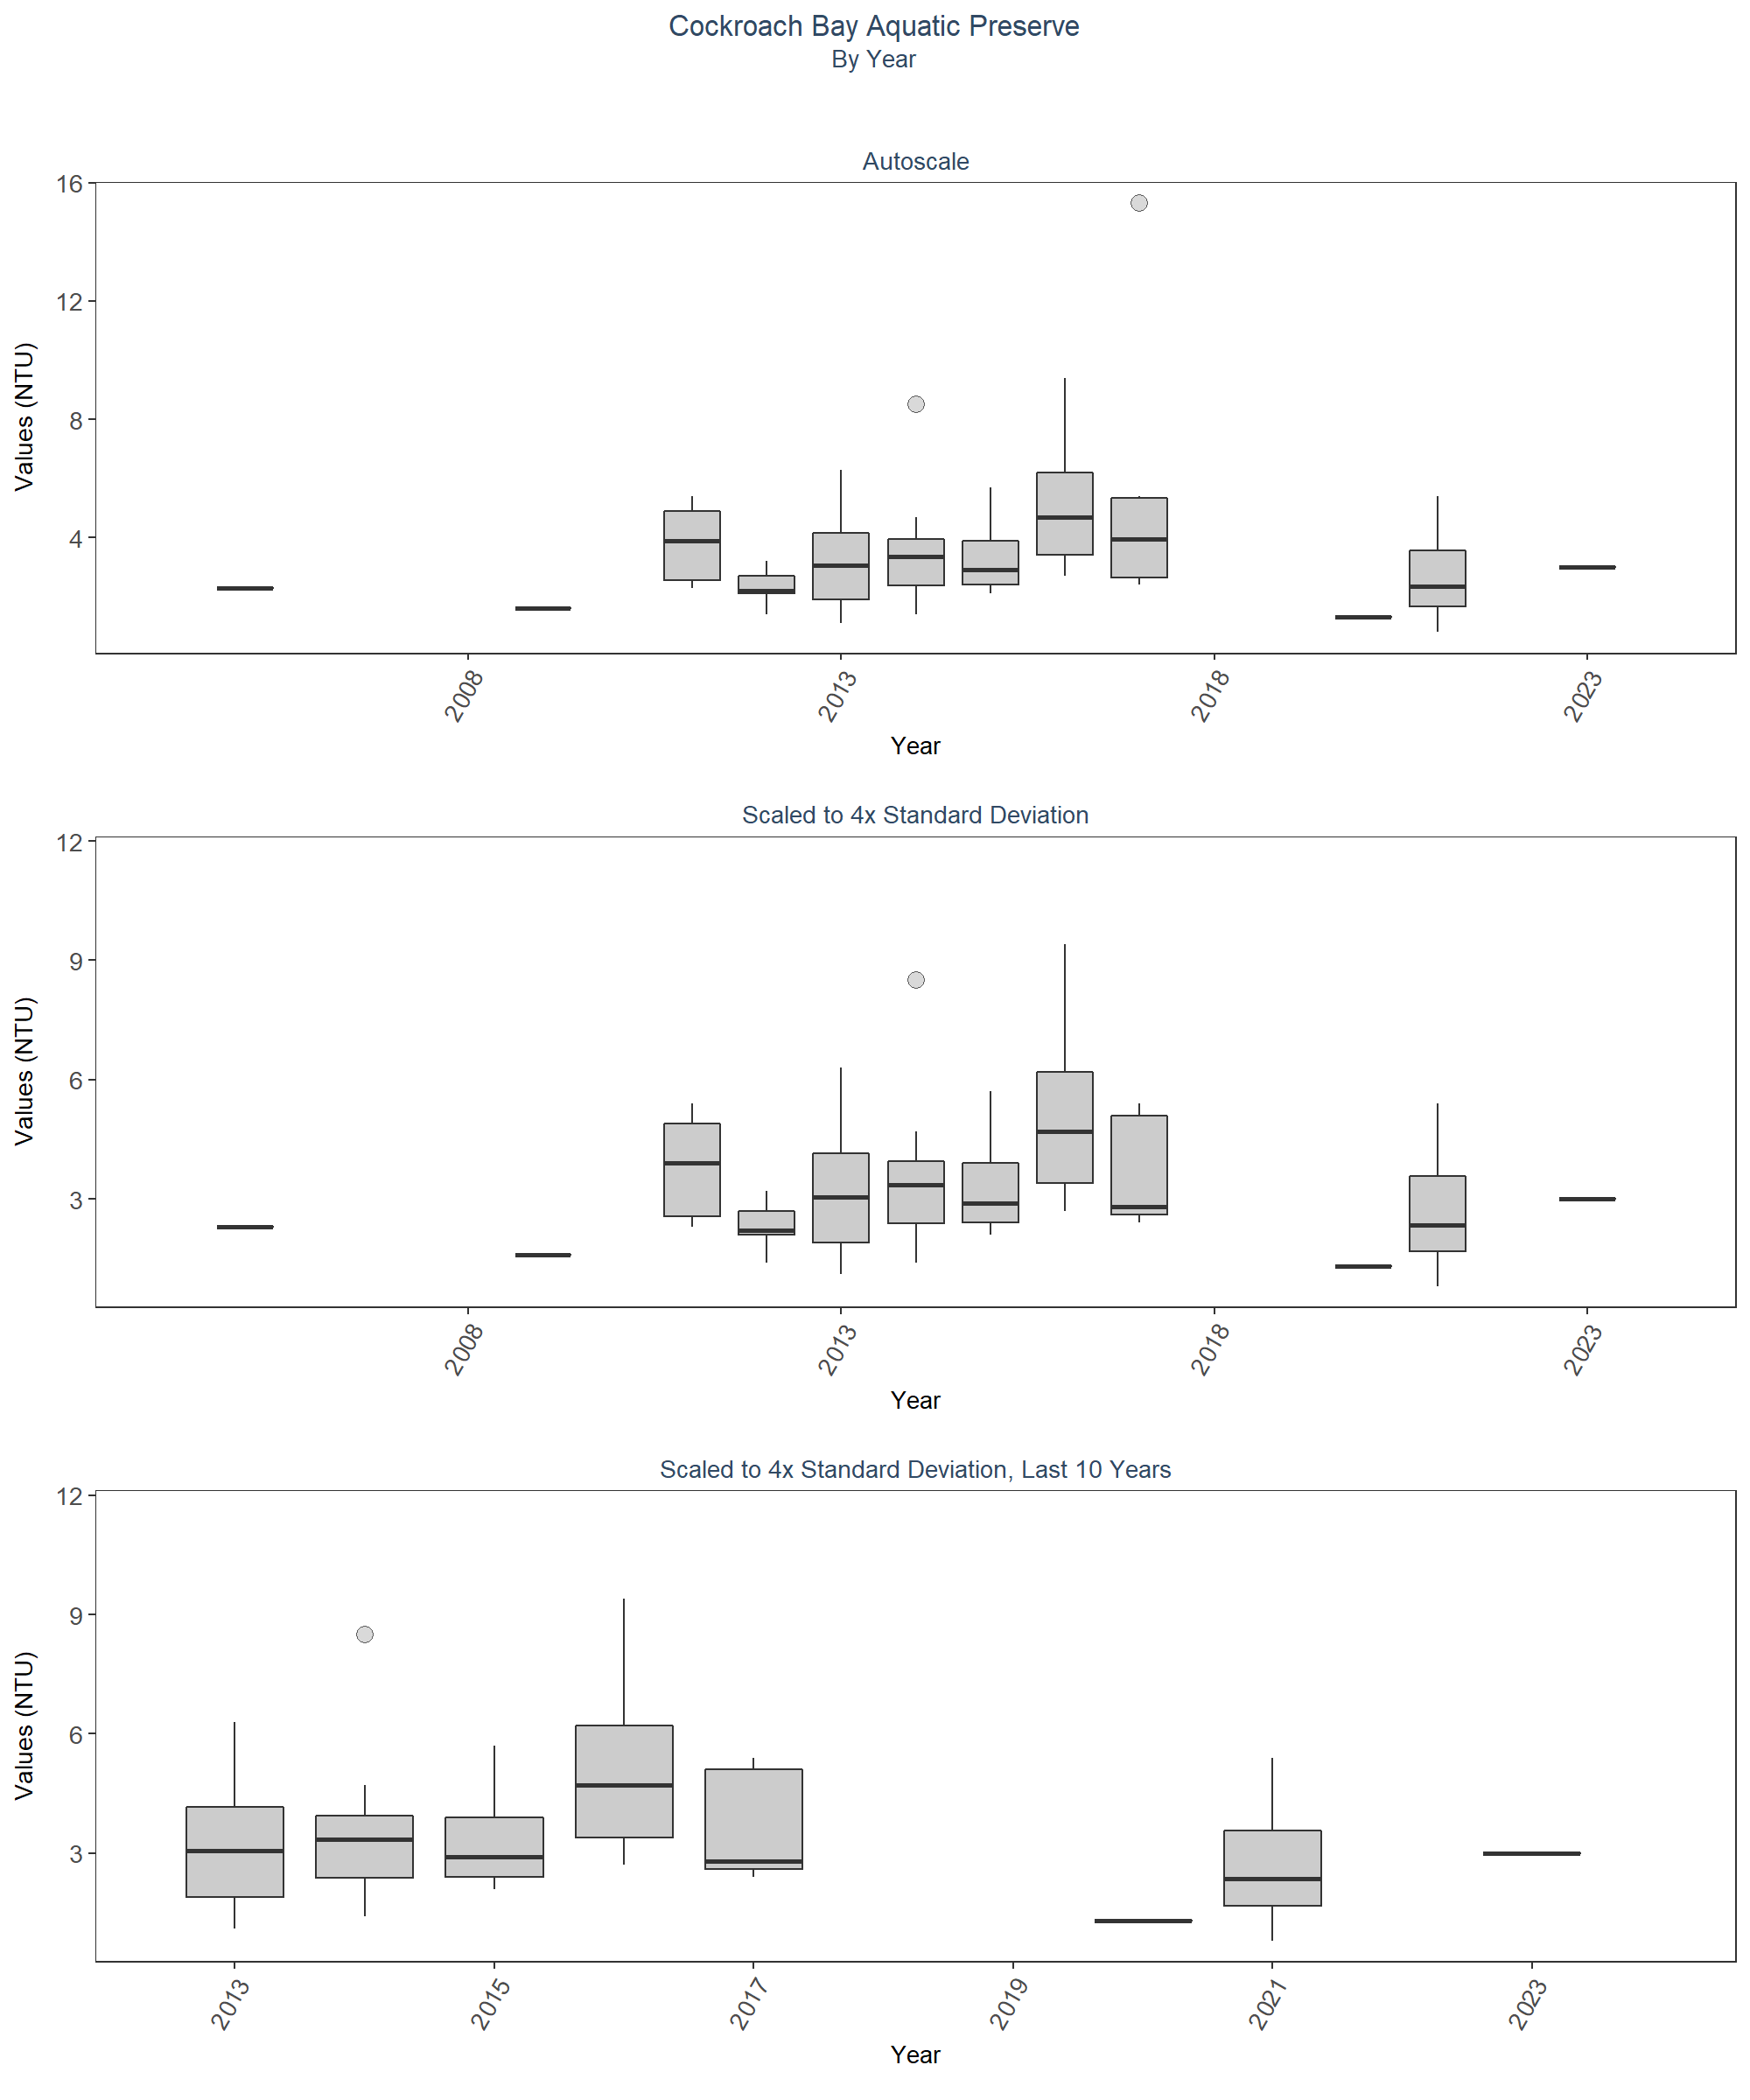 Cockroach Bay Aquatic Preserve
By Year
Autoscale
16
12
8
4
Values (NTU)
2008
2013
2018
2023
Year
Scaled to 4x Standard Deviation
12
9
6
3
Values (NTU)
2008
2013
2018
2023
Year
Scaled to 4x Standard Deviation, Last 10 Years
12
9
6
3
Values (NTU)
2013
2015
2017
2019
2021
2023
Year